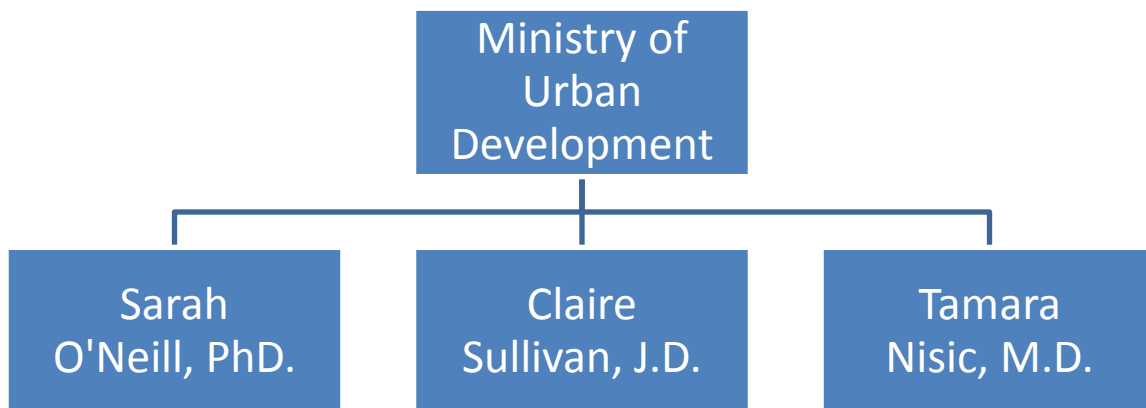 Ministry of
Urban
Development
Sarah
O'Neill, PhD.
Claire
Sullivan, J.D.
Tamara
Nisic, M.D.